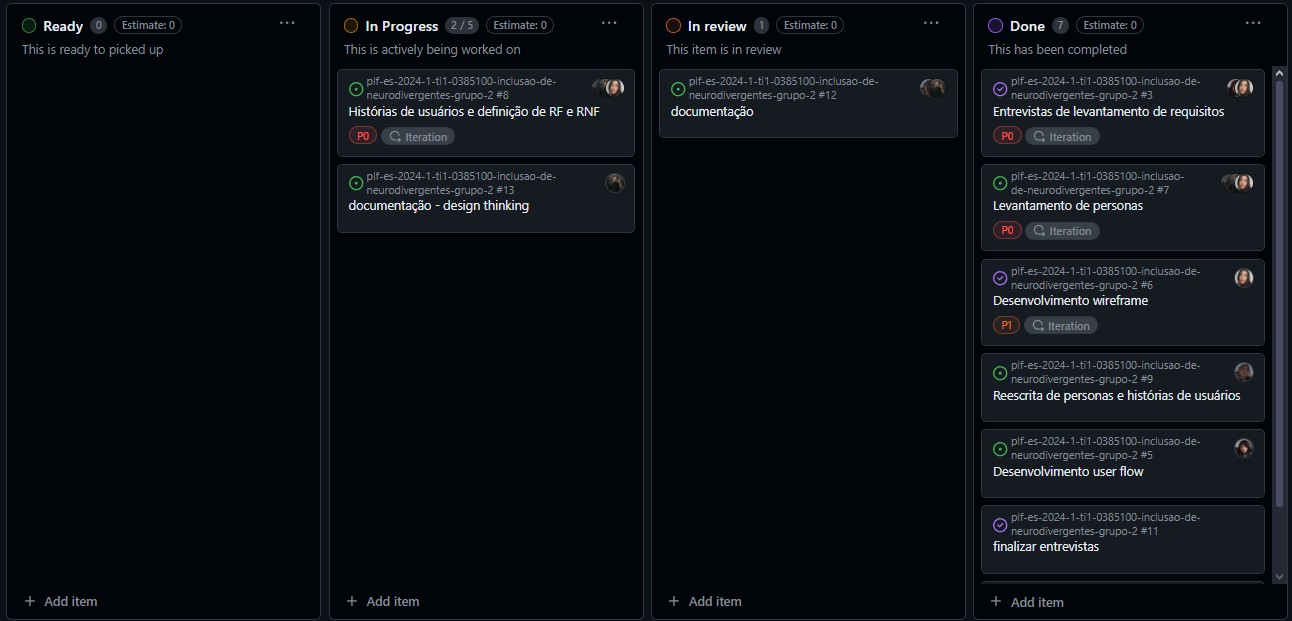 Ready 0 Estimate: 0 ...
This is ready to picked up
+ Add item
In Progress 2 / 5 Estimate: 0 ...
This is actively being worked on
plf-es-2024-1-ti1-0385100-inclusao-de-
neurodivergentes-grupo-2 #8
Histórias de usuários e definição de RF e RNF
P0 Iteration
plf-es-2024-1-ti1-0385100-inclusao-de-
neurodivergentes-grupo-2 #13
documentação - design thinking
+ Add item
In review 1 Estimate: 0 ...
This item is in review
plf-es-2024-1-ti1-0385100-inclusao-de-
neurodivergentes-grupo-2 #12
documentação
+ Add item
Done 7 Estimate: 0 ...
This has been completed
plf-es-2024-1-ti1-0385100-inclusao-de-
neurodivergentes-grupo-2 #3
Entrevistas de levantamento de requisitos
P0 Iteration
plf-es-2024-1-ti1-0385100-inclusao-
de-neurodivergentes-grupo-2 #7
Levantamento de personas
P0 Iteration
plf-es-2024-1-ti1-0385100-inclusao-de-
neurodivergentes-grupo-2 #6
Desenvolvimento wireframe
P1 Iteration
plf-es-2024-1-ti1-0385100-inclusao-de-
neurodivergentes-grupo-2 #9
Reescrita de personas e histórias de usuários
plf-es-2024-1-ti1-0385100-inclusao-de-
neurodivergentes-grupo-2 #5
Desenvolvimento user flow
plf-es-2024-1-ti1-0385100-inclusao-de-
neurodivergentes-grupo-2 #11
finalizar entrevistas
+ Add item